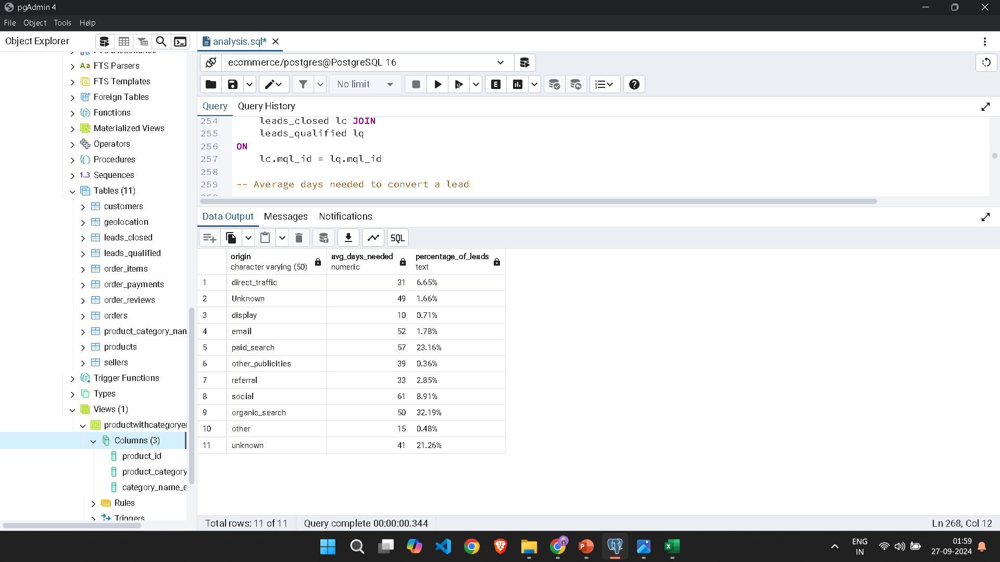 pgAdmin 4
File Object Tools Help
Object Explorer
analysis.sql*
FTS Dictionaries
Aa FTS Parsers
FTS Templates
Foreign Tables
Functions
Materialized Views
Operators
Procedures
1..3 Sequences
Tables (11)
customers
geolocation
leads_closed
leads_qualified
order_items
order_payments
order_reviews
orders
product_category_nam
products
sellers
Trigger Functions
Types
Views (1)
productwithcategoryer
Columns (3)
product_id
product_category
category_name_e
Rules
Triggers
ecommerce/postgres@PostgreSQL 16
No limit
E
Query Query History
254 leads_closed lc JOIN
255 leads_qualified lq
256 ON
257 lc.mql_id = lq.mql_id
258
259 -- Average days needed to convert a lead
260
Data Output Messages Notifications
SQL
origin avg_days_needed percentage_of_leads
character varying (50) numeric text
1 direct_traffic 31 6.65%
2 Unknown 49 1.66%
3 display 10 0.71%
4 email 52 1.78%
5 paid_search 57 23.16%
6 other_publicities 39 0.36%
7 referral 33 2.85%
8 social 61 8.91%
9 organic_search 50 32.19%
10 other 15 0.48%
11 unknown 41 21.26%
Total rows: 11 of 11 Query complete 00:00:00.344 Ln 268, Col 12
ENG
IN
01:59
27-09-2024